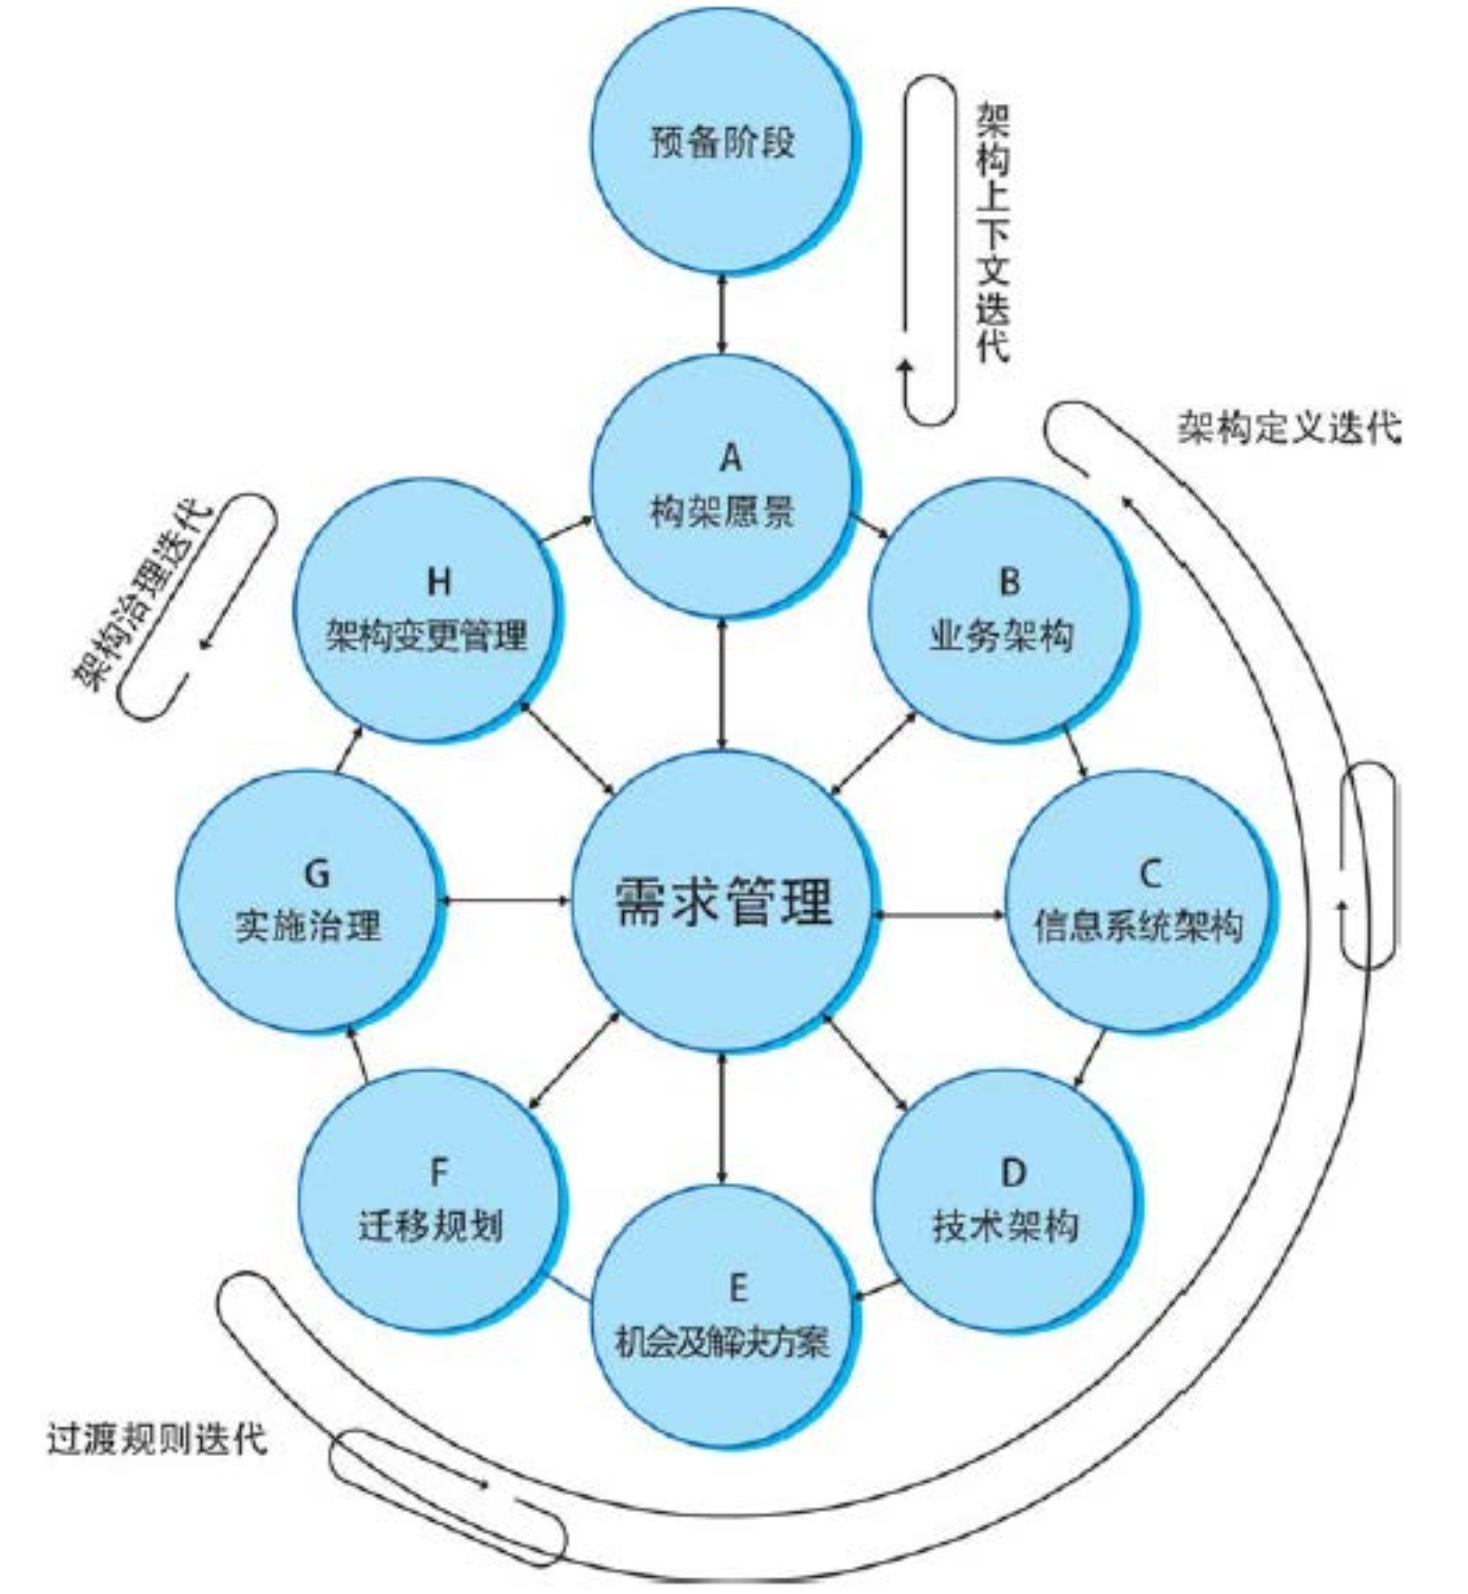 预备阶段
架构上下文迭代
A
构架愿景
架构定义迭代
架构治理迭代
H
架构变更管理
B
业务架构
G
实施治理
需求管理
C
信息系统架构
F
迁移规划
D
技术架构
E
机会及解决方案
过渡规则迭代